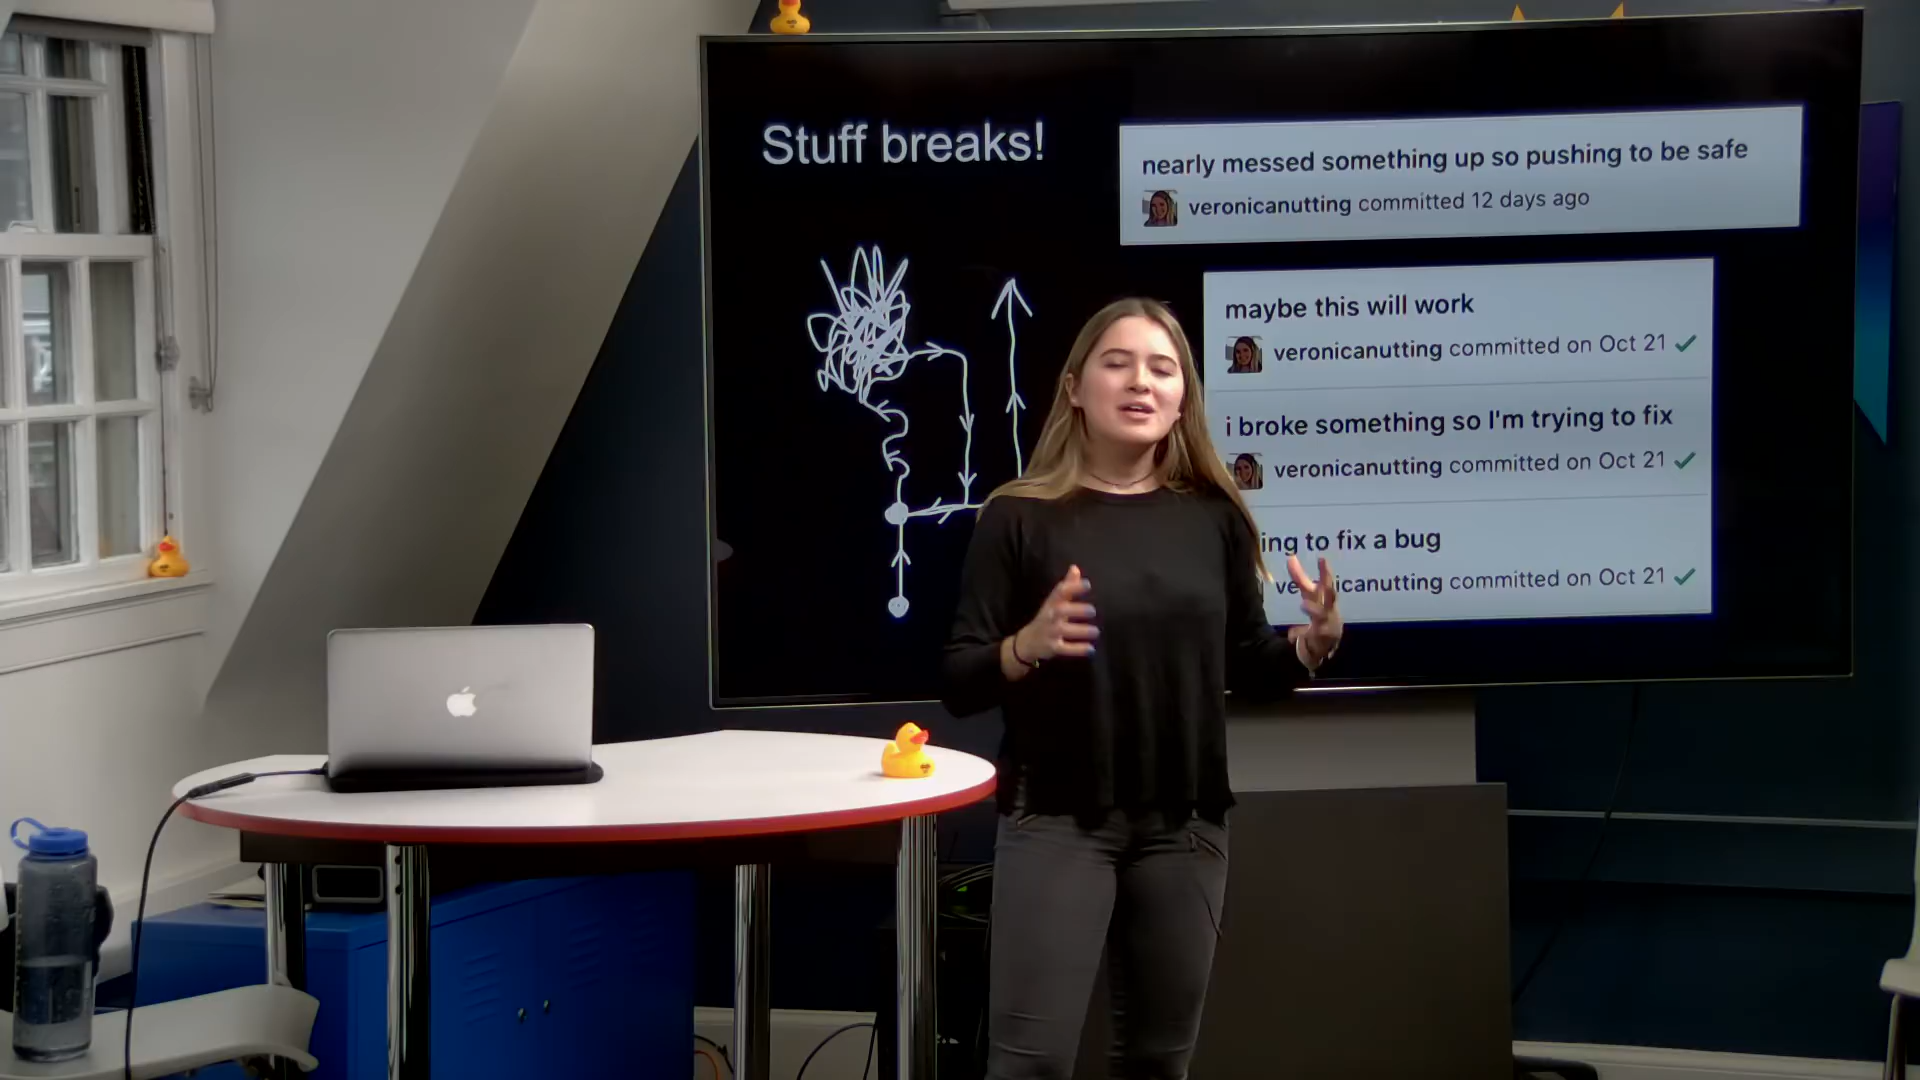 Stuff breaks!
nearly messed something up so pushing to be safe
veronicanutting committed 12 days ago
maybe this will work
veronicanutting committed on Oct 21
i broke something so I'm trying to fix
veronicanutting committed on Oct 21
to fix a bug
committed on Oct 21